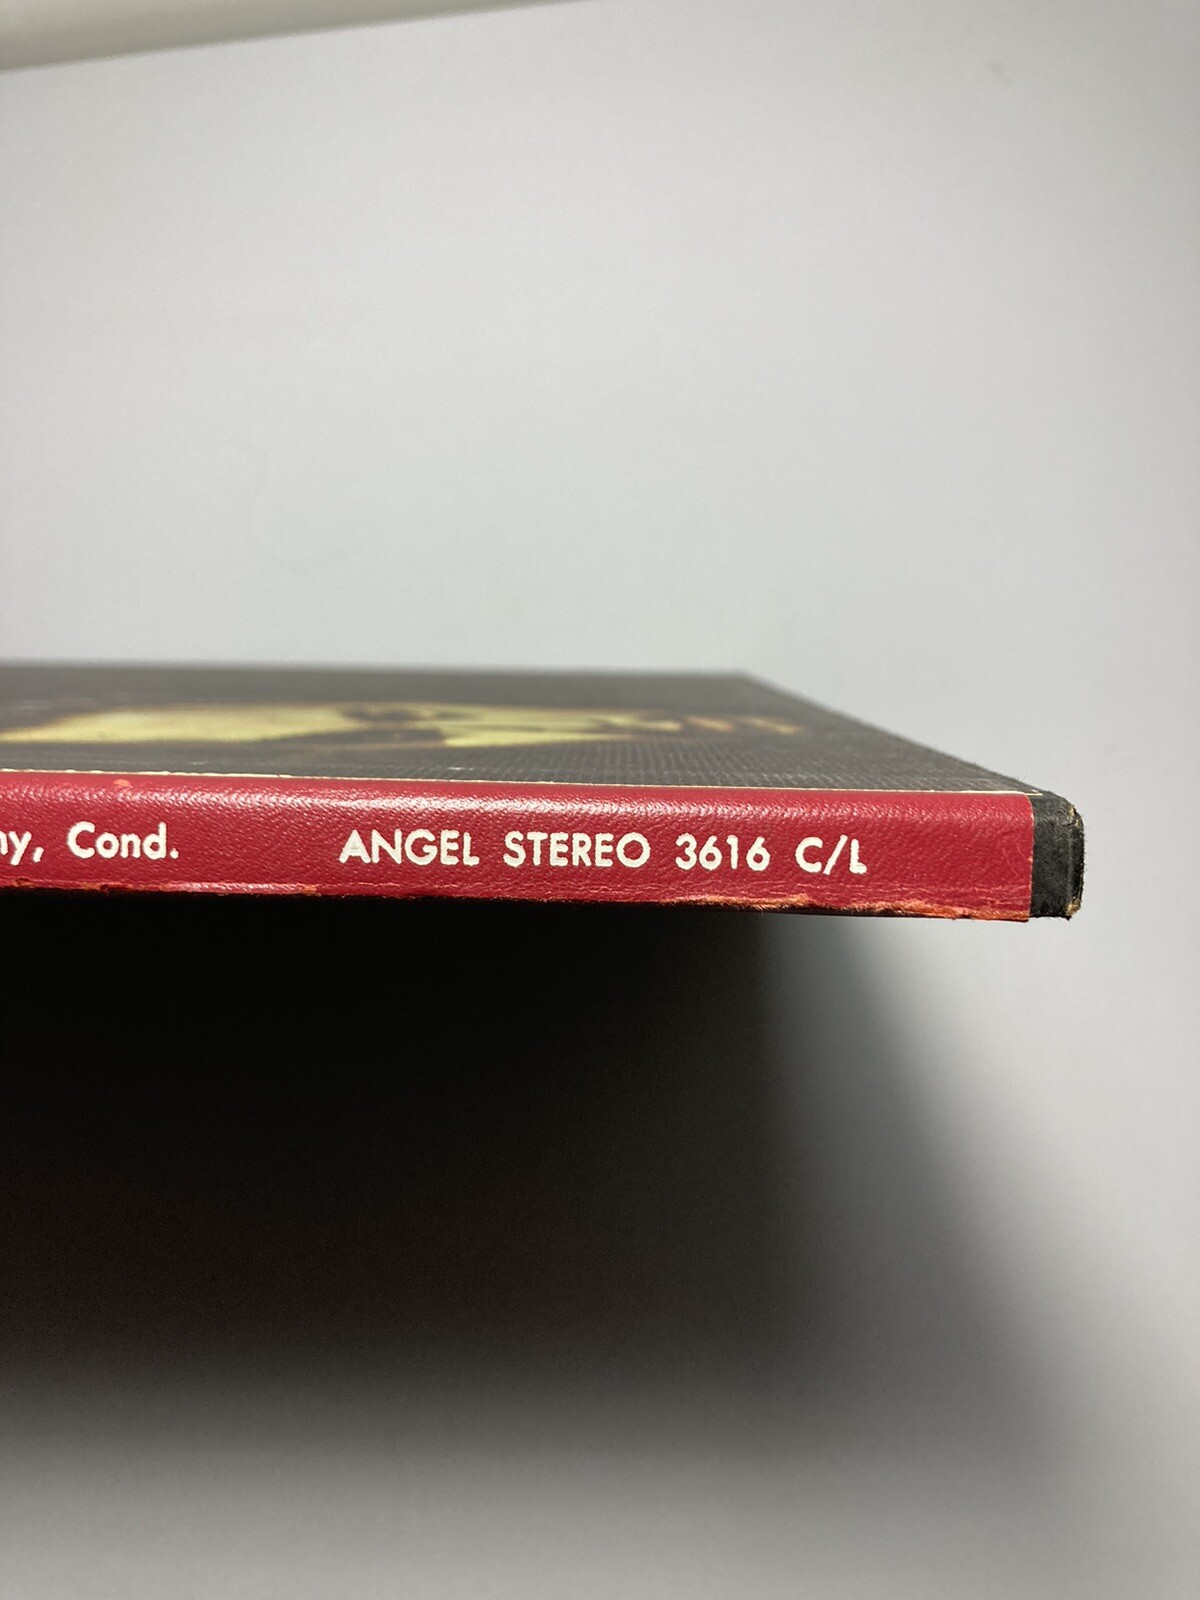 ny, Cond. ANGEL STEREO 3616 C/L